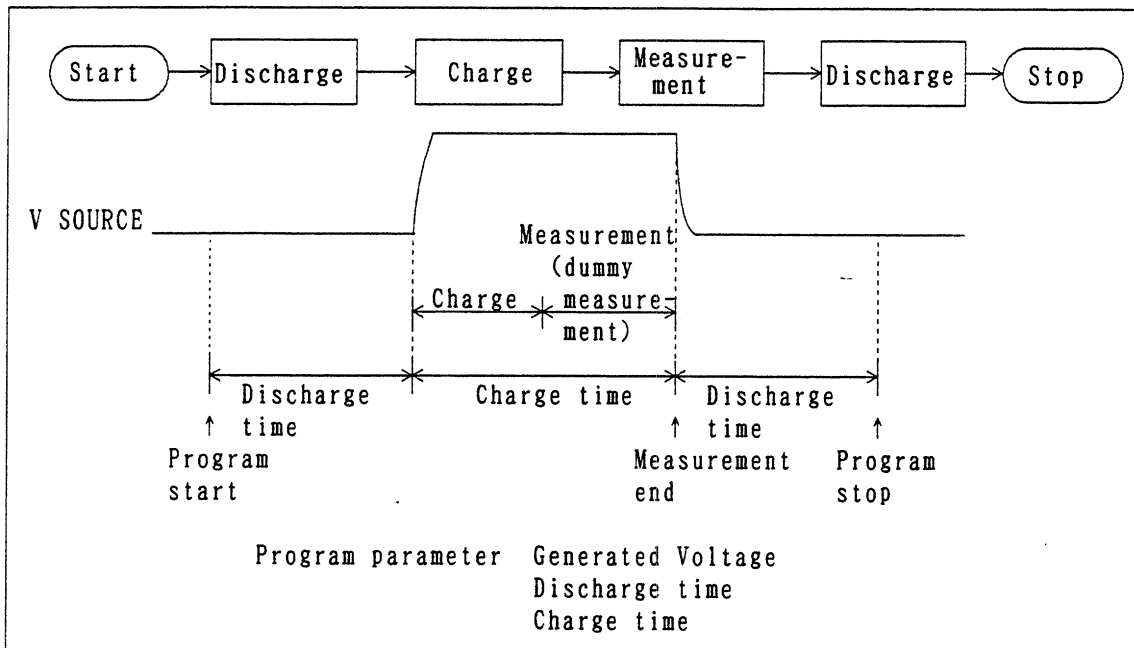 Start
Discharge
Charge
Measure-
ment
Discharge
Stop
V SOURCE
Measurement
(dummy
measure-
ment)
Charge
Discharge
time
Charge time
Discharge
time
↑
Program
start
↑
Measurement
end
↑
Program
stop
Program parameter Generated Voltage
Discharge time
Charge time